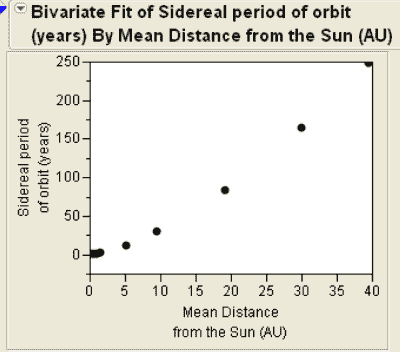 Bivariate Fit of Sidereal period of orbit
(years) By Mean Distance from the Sun (AU)
Sidereal period
of orbit (years)
250
200
150
100
50
0
0 5 10 15 20 25 30 35 40
Mean Distance
from the Sun (AU)